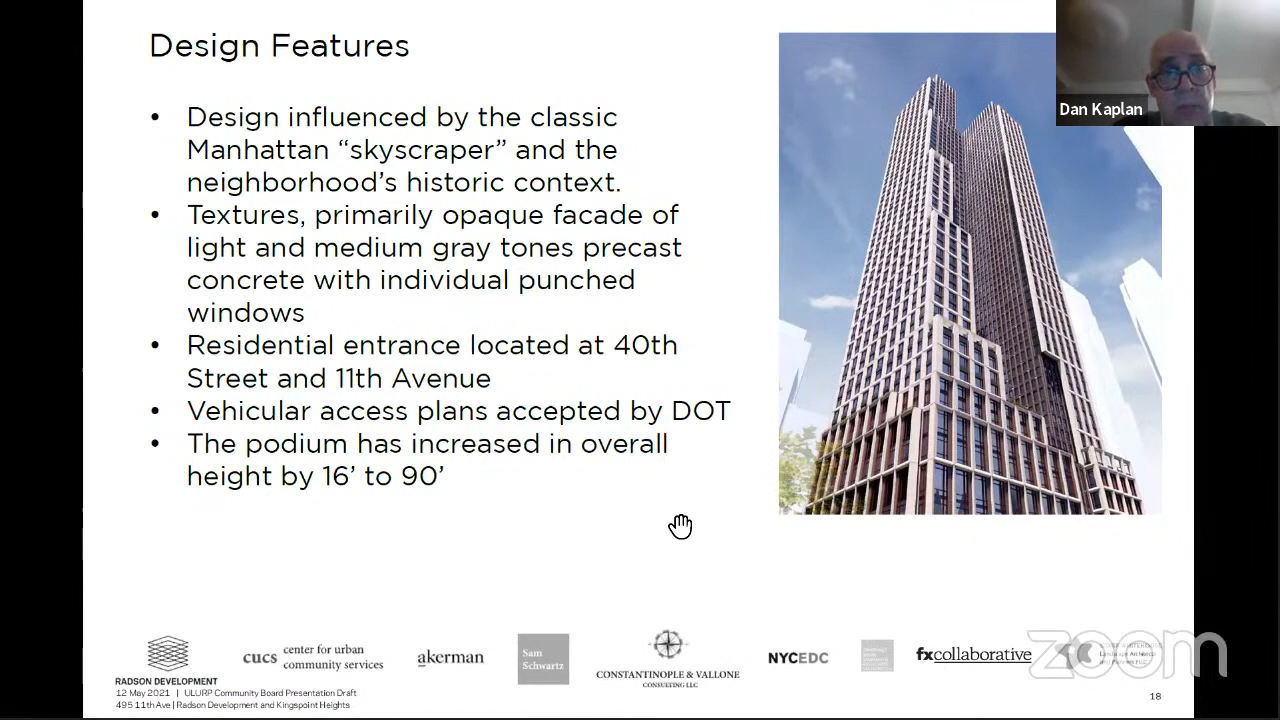 Design Features
• Design influenced by the classic
Manhattan “skyscraper” and the
neighborhood’s historic context.
• Textures, primarily opaque facade of
light and medium gray tones precast
concrete with individual punched
windows
• Residential entrance located at 40th
Street and 11th Avenue
• Vehicular access plans accepted by DOT
• The podium has increased in overall
height by 16’ to 90’
Dan Kaplan
RADSON DEVELOPMENT
cucs center for urban
community services
akerman
Sam
Schwartz
CONSTANTINOPLE & VALLONE
CONSULTING LLC
NYCEDC
fxcollaborative
zoom
12 May 2021 | ULURP Community Board Presentation Draft
495 11th Ave | Radson Development and Kingspoint Heights
18